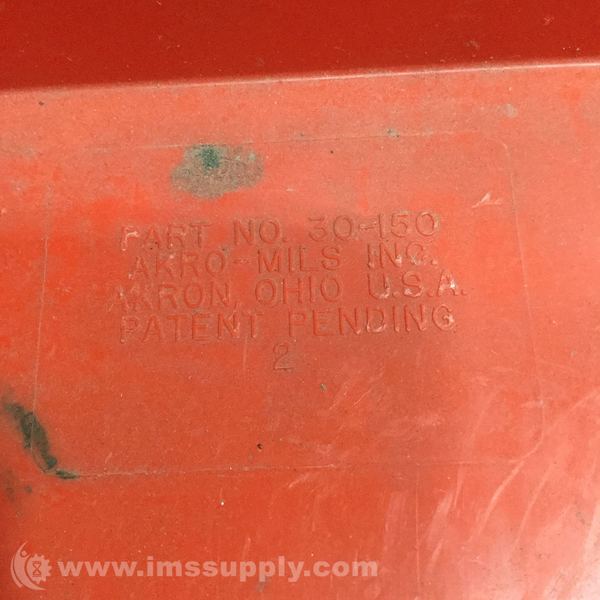 PART NO. 30-150
AKRO-MILS INC.
AKRON, OHIO U.S.A.
PATENT PENDING
2
www.imssupply.com